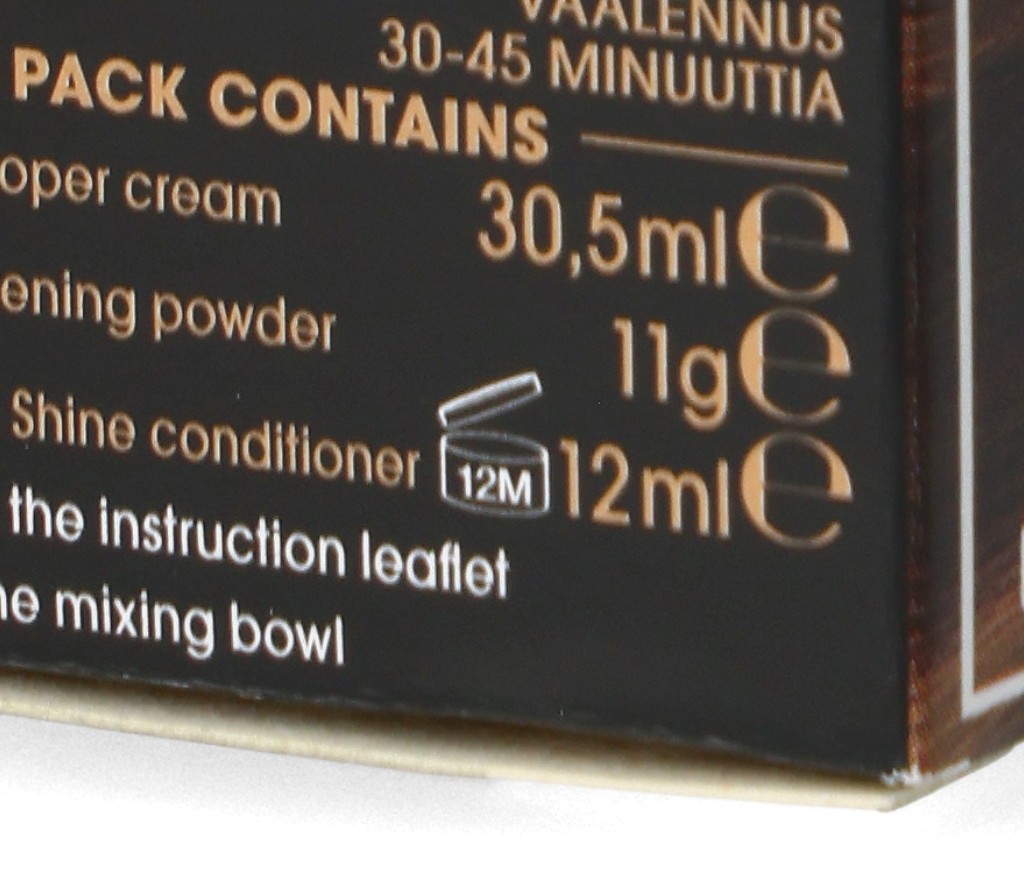 VAALENNUS
30-45 MINUUTTIA
PACK CONTAINS
oper cream 30,5ml e
ening powder 11g e
Shine conditioner 12M 12ml e
the instruction leaflet
he mixing bowl